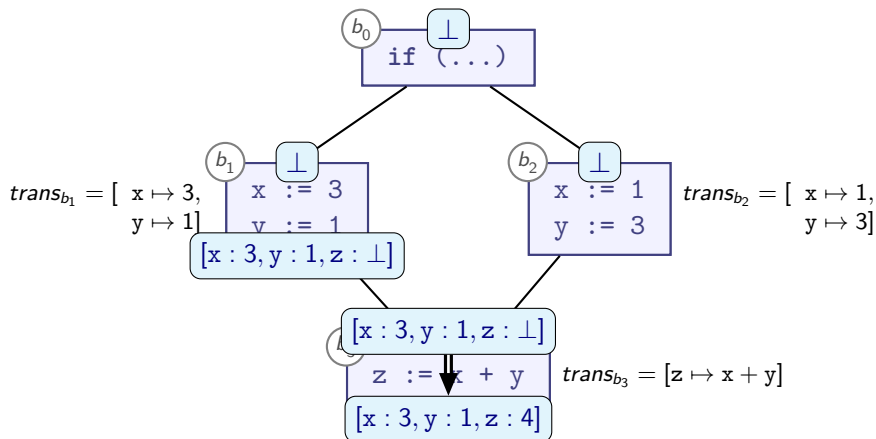 b0
⊥
if (...)
b1
⊥
b2
⊥
trans_b1 = [ x ↦ 3,
y ↦ 1]
x := 3
y := 1
[x : 3, y : 1, z : ⊥]
x := 1
y := 3
trans_b2 = [ x ↦ 1,
y ↦ 3]
[x : 3, y : 1, z : ⊥]
z := x + y
trans_b3 = [z ↦ x + y]
[x : 3, y : 1, z : 4]